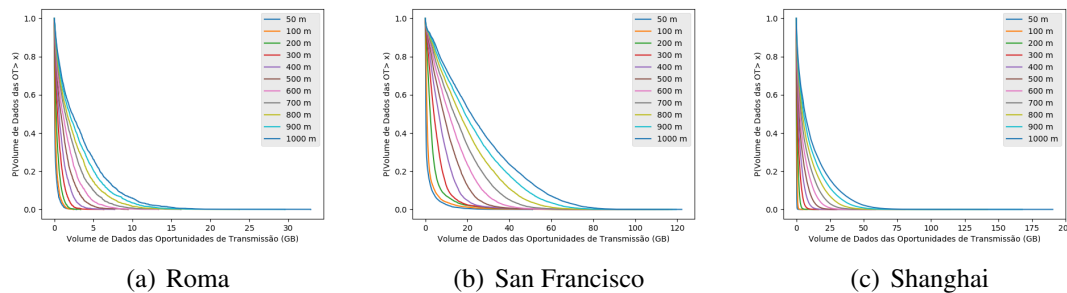 P(Volume de Dados das OT> x)
1.0
0.8
0.6
0.4
0.2
0.0
0
5
10
15
20
25
30
Volume de Dados das Oportunidades de Transmissão (GB)
50 m
100 m
200 m
300 m
400 m
500 m
600 m
700 m
800 m
900 m
1000 m
(a) Roma
P(Volume de Dados das OT> x)
1.0
0.8
0.6
0.4
0.2
0.0
0
20
40
60
80
100
120
Volume de Dados das Oportunidades de Transmissão (GB)
50 m
100 m
200 m
300 m
400 m
500 m
600 m
700 m
800 m
900 m
1000 m
(b) San Francisco
P(Volume de Dados das OT> x)
1.0
0.8
0.6
0.4
0.2
0.0
0
25
50
75
100
125
150
175
Volume de Dados das Oportunidades de Transmissão (GB)
50 m
100 m
200 m
300 m
400 m
500 m
600 m
700 m
800 m
900 m
1000 m
(c) Shanghai